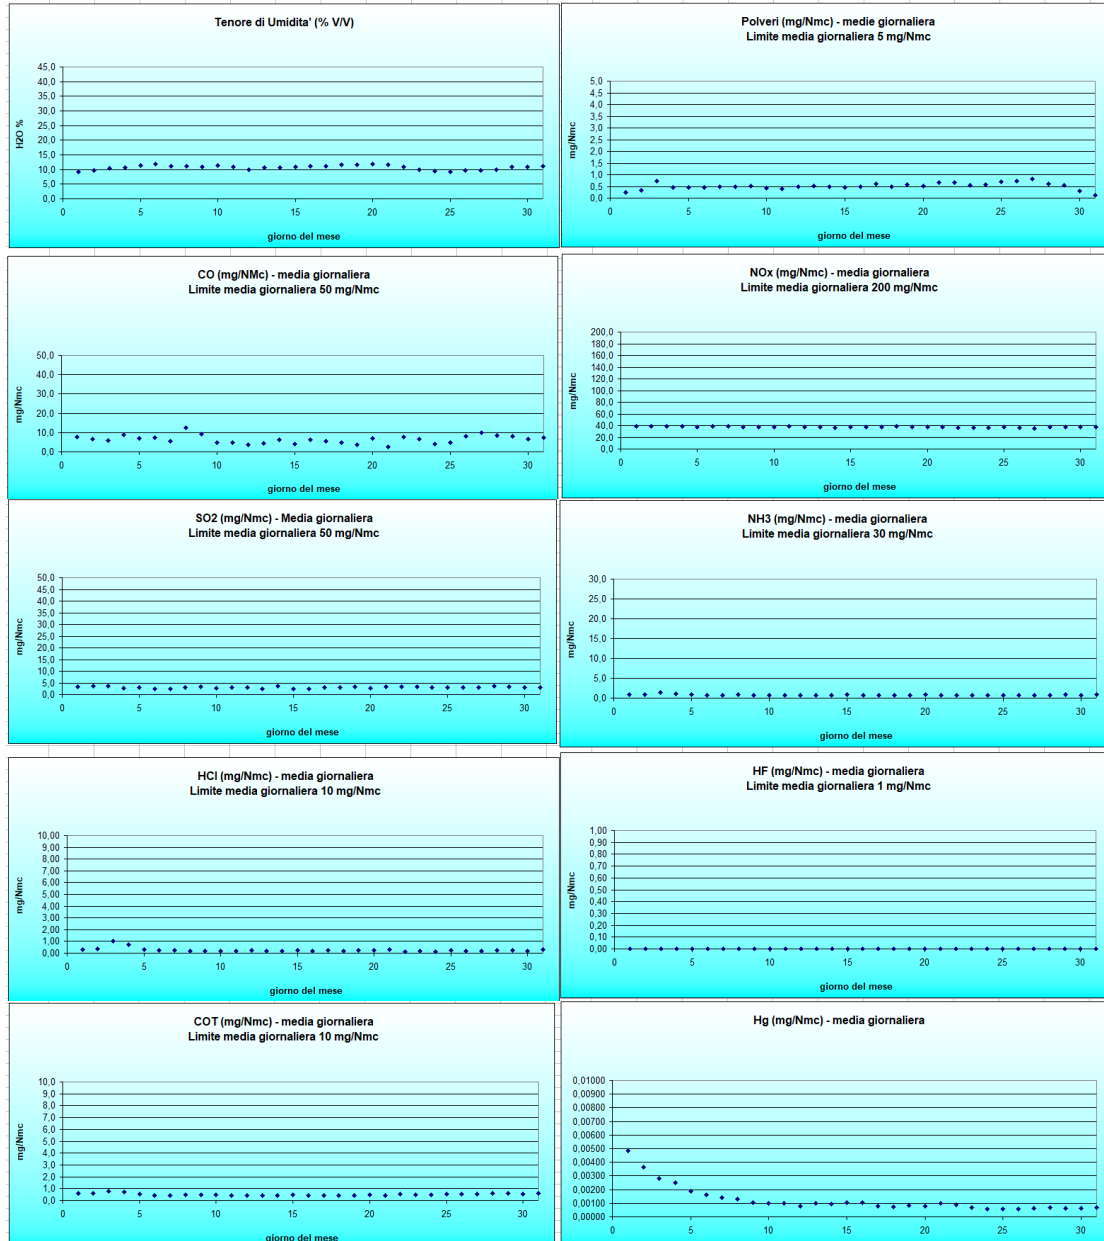 Tenore di Umidita' (% V/V)
45,0
40,0
35,0
30,0
25,0
20,0
15,0
10,0
5,0
0,0
H2O %
0 5 10 15 20 25 30
giorno del mese
Polveri (mg/Nmc) - medie giornaliera
Limite media giornaliera 5 mg/Nmc
5,0
4,5
4,0
3,5
3,0
2,5
2,0
1,5
1,0
0,5
0,0
mg/Nmc
0 5 10 15 20 25 30
giorno del mese
CO (mg/NMc) - media giornaliera
Limite media giornaliera 50 mg/Nmc
50,0
40,0
30,0
20,0
10,0
0,0
mg/Nmc
0 5 10 15 20 25 30
giorno del mese
NOx (mg/Nmc) - media giornaliera
Limite media giornaliera 200 mg/Nmc
200,0
180,0
160,0
140,0
120,0
100,0
80,0
60,0
40,0
20,0
0,0
mg/Nmc
0 5 10 15 20 25 30
giorno del mese
SO2 (mg/Nmc) - Media giornaliera
Limite media giornaliera 50 mg/Nmc
50,0
45,0
40,0
35,0
30,0
25,0
20,0
15,0
10,0
5,0
0,0
mg/Nmc
0 5 10 15 20 25 30
giorno del mese
NH3 (mg/Nmc) - media giornaliera
Limite media giornaliera 30 mg/Nmc
30,0
25,0
20,0
15,0
10,0
5,0
0,0
mg/Nmc
0 5 10 15 20 25 30
giorno del mese
HCl (mg/Nmc) - media giornaliera
Limite media giornaliera 10 mg/Nmc
10,00
9,00
8,00
7,00
6,00
5,00
4,00
3,00
2,00
1,00
0,00
mg/Nmc
0 5 10 15 20 25 30
giorno del mese
HF (mg/Nmc) - media giornaliera
Limite media giornaliera 1 mg/Nmc
1,00
0,90
0,80
0,70
0,60
0,50
0,40
0,30
0,20
0,10
0,00
mg/Nmc
0 5 10 15 20 25 30
giorno del mese
COT (mg/Nmc) - media giornaliera
Limite media giornaliera 10 mg/Nmc
10,0
9,0
8,0
7,0
6,0
5,0
4,0
3,0
2,0
1,0
0,0
mg/Nmc
0 5 10 15 20 25 30
giorno del mese
Hg (mg/Nmc) - media giornaliera
0,01000
0,00900
0,00800
0,00700
0,00600
0,00500
0,00400
0,00300
0,00200
0,00100
0,00000
mg/Nmc
0 5 10 15 20 25 30
giorno del mese